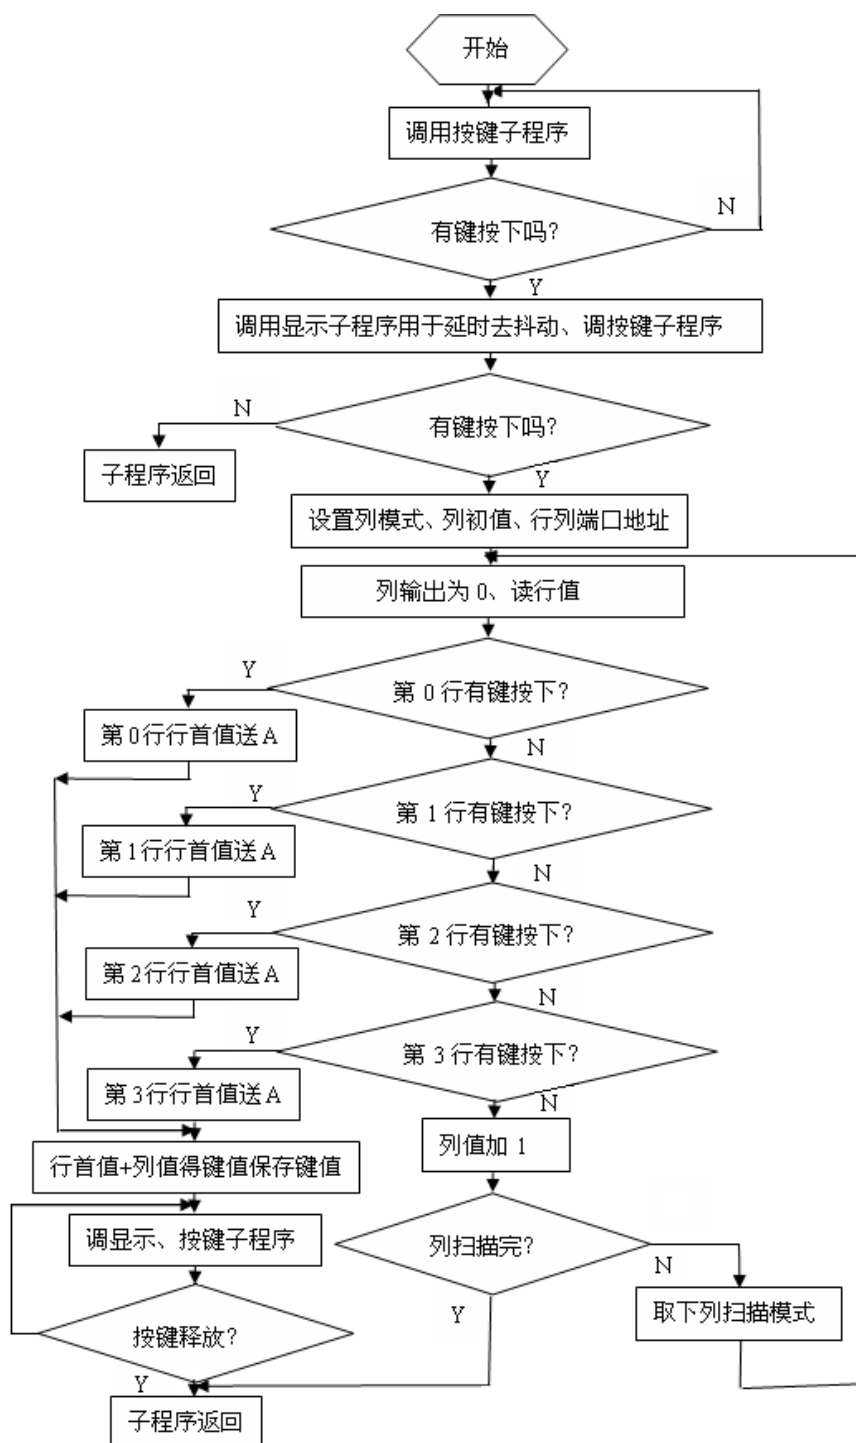 开始
调用按键子程序
有键按下吗?
N
Y
调用显示子程序用于延时去抖动、调按键子程序
N
有键按下吗?
Y
子程序返回
设置列模式、列初值、行列端口地址
列输出为 0、读行值
Y
第 0 行有键按下?
第 0 行行首值送 A
N
Y
第 1 行有键按下?
第 1 行行首值送 A
N
Y
第 2 行有键按下?
第 2 行行首值送 A
N
Y
第 3 行有键按下?
第 3 行行首值送 A
N
列值加 1
行首值+列值得键值保存键值
调显示、按键子程序
列扫描完?
N
取下列扫描模式
Y
按键释放?
Y
子程序返回